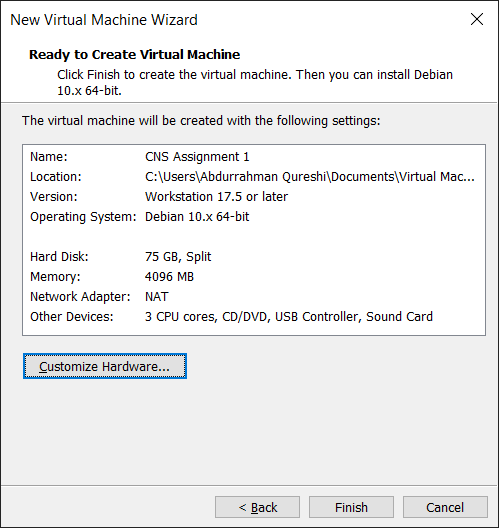 New Virtual Machine Wizard
Ready to Create Virtual Machine
Click Finish to create the virtual machine. Then you can install Debian
10.x 64-bit.
The virtual machine will be created with the following settings:
Name: CNS Assignment 1
Location: C:\Users\Abdurrahman Qureshi\Documents\Virtual Mac...
Version: Workstation 17.5 or later
Operating System: Debian 10.x 64-bit
Hard Disk: 75 GB, Split
Memory: 4096 MB
Network Adapter: NAT
Other Devices: 3 CPU cores, CD/DVD, USB Controller, Sound Card
Customize Hardware...
< Back Finish Cancel